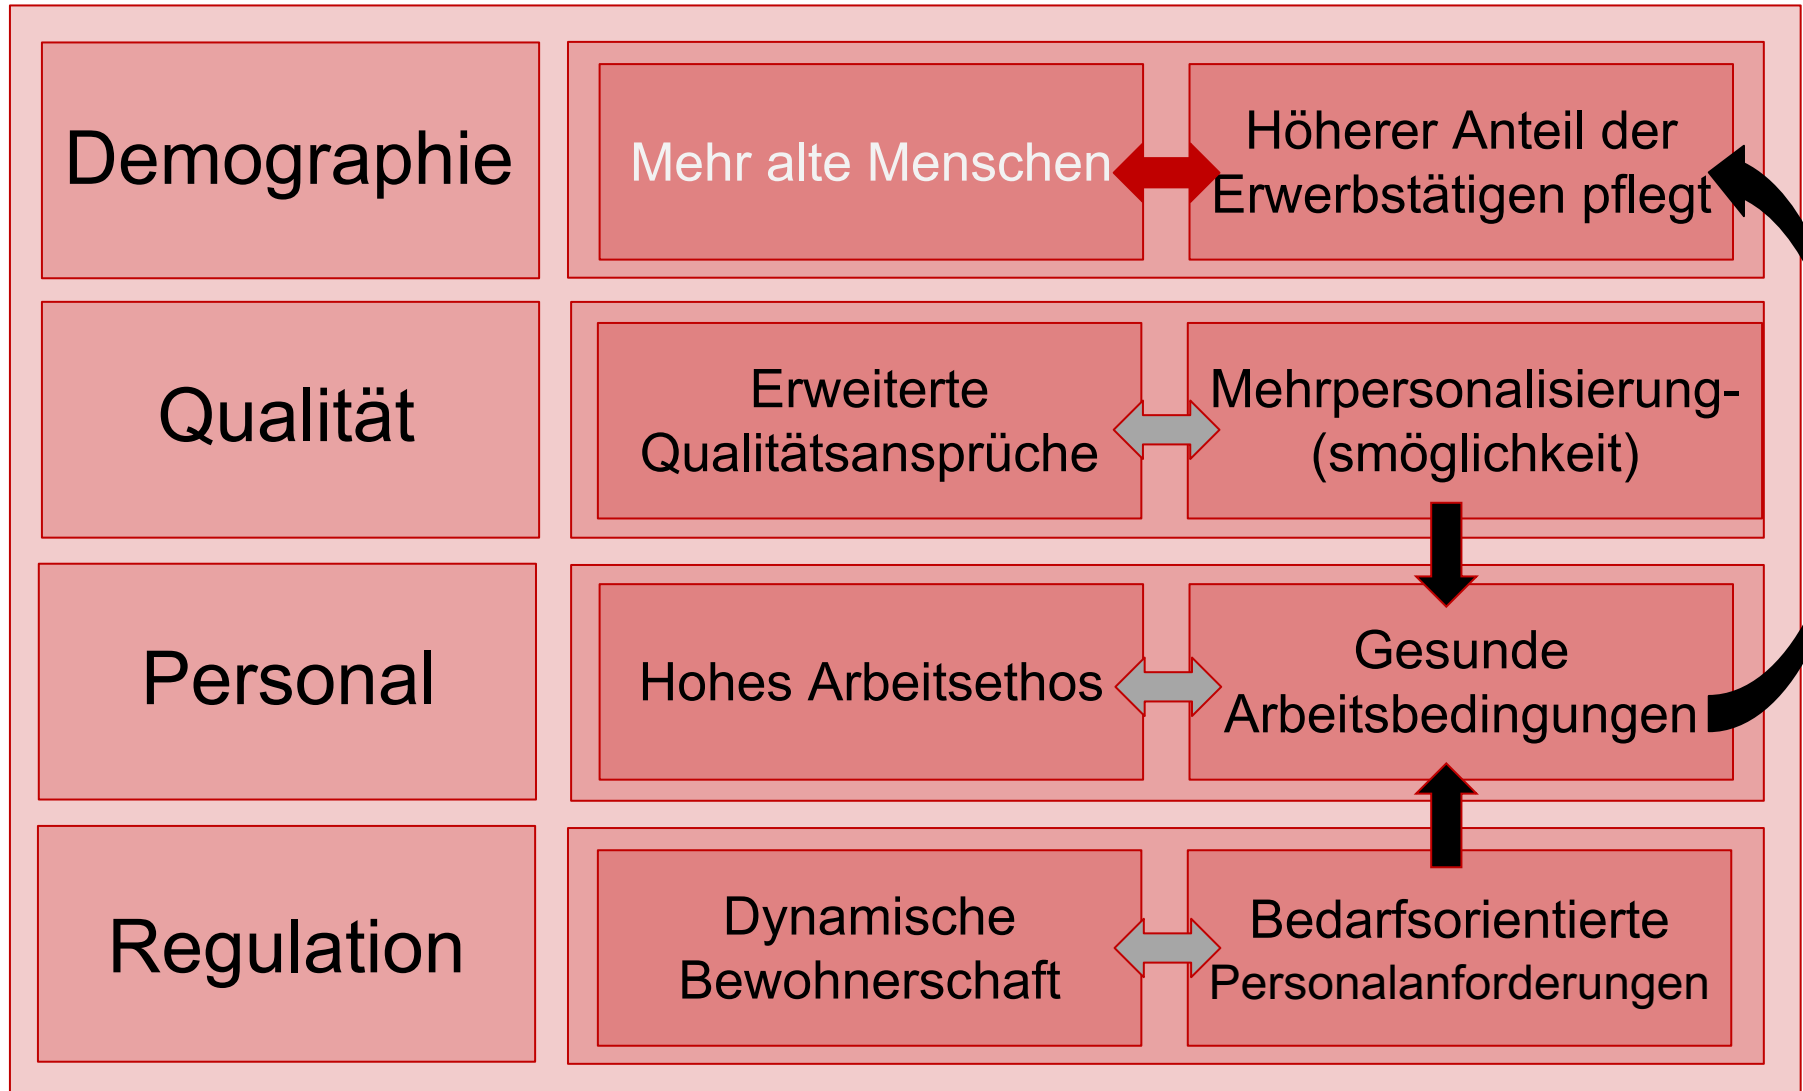 Demographie
Mehr alte Menschen
Höherer Anteil der
Erwerbstätigen pflegt
Qualität
Erweiterte
Qualitätsansprüche
Mehrpersonalisierung-
(smöglichkeit)
Personal
Hohes Arbeitsethos
Gesunde
Arbeitsbedingungen
Regulation
Dynamische
Bewohnerschaft
Bedarfsorientierte
Personalanforderungen